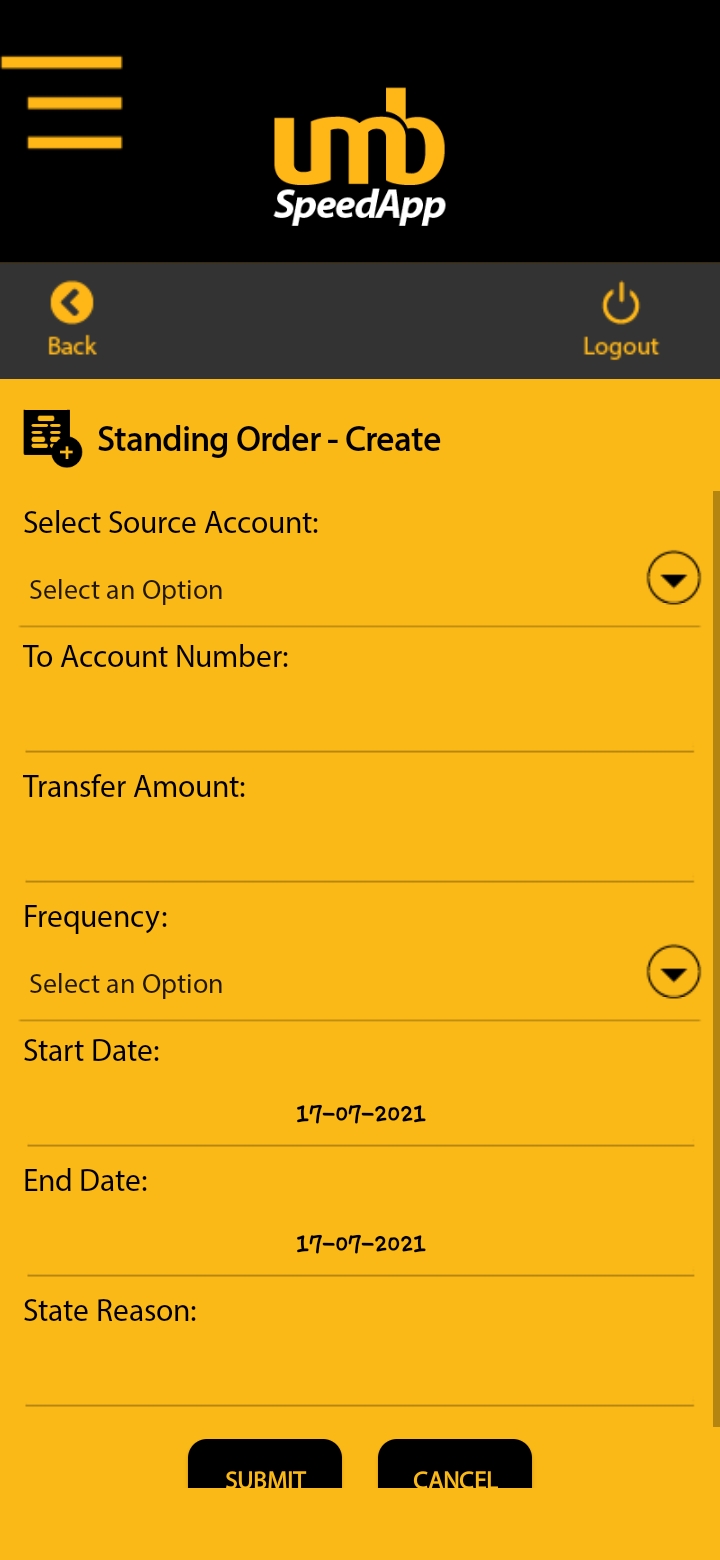 umb
SpeedApp
Back
Logout
Standing Order - Create
Select Source Account:
Select an Option
To Account Number:
Transfer Amount:
Frequency:
Select an Option
Start Date:
17-07-2021
End Date:
17-07-2021
State Reason:
SUBMIT
CANCEL